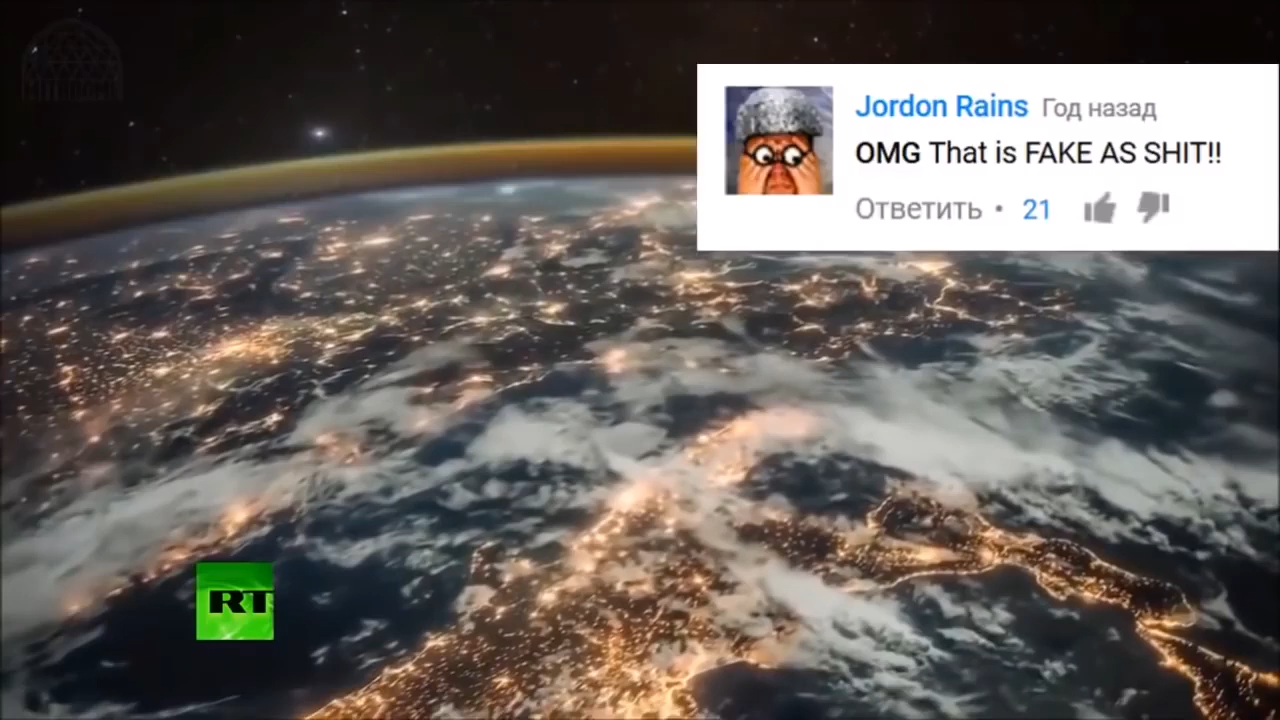 Jordon Rains Год назад
OMG That is FAKE AS SHIT!!
Ответить • 21
RT